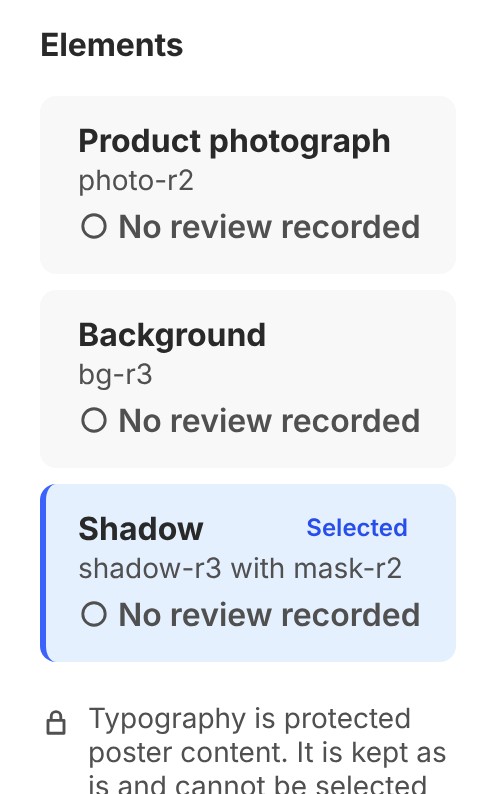 Elements
Product photograph
photo-r2
No review recorded
Background
bg-r3
No review recorded
Shadow Selected
shadow-r3 with mask-r2
No review recorded
Typography is protected
poster content. It is kept as
is and cannot be selected